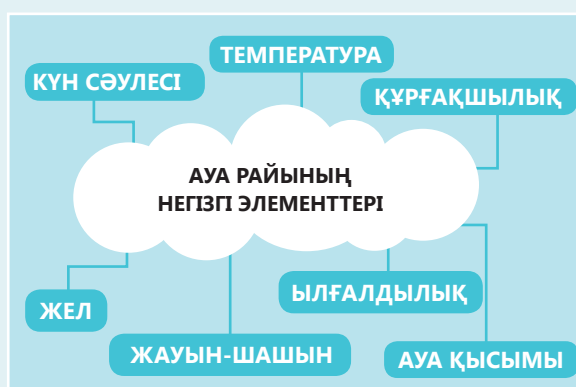 ТЕМПЕРАТУРА
КҮН СӘУЛЕСІ
ҚҰРҒАҚШЫЛЫҚ
АУА РАЙЫНЫҢ
НЕГІЗГІ ЭЛЕМЕНТТЕРІ
ЫЛҒАЛДЫЛЫҚ
ЖЕЛ
ЖАУЫН-ШАШЫН
АУА ҚЫСЫМЫ